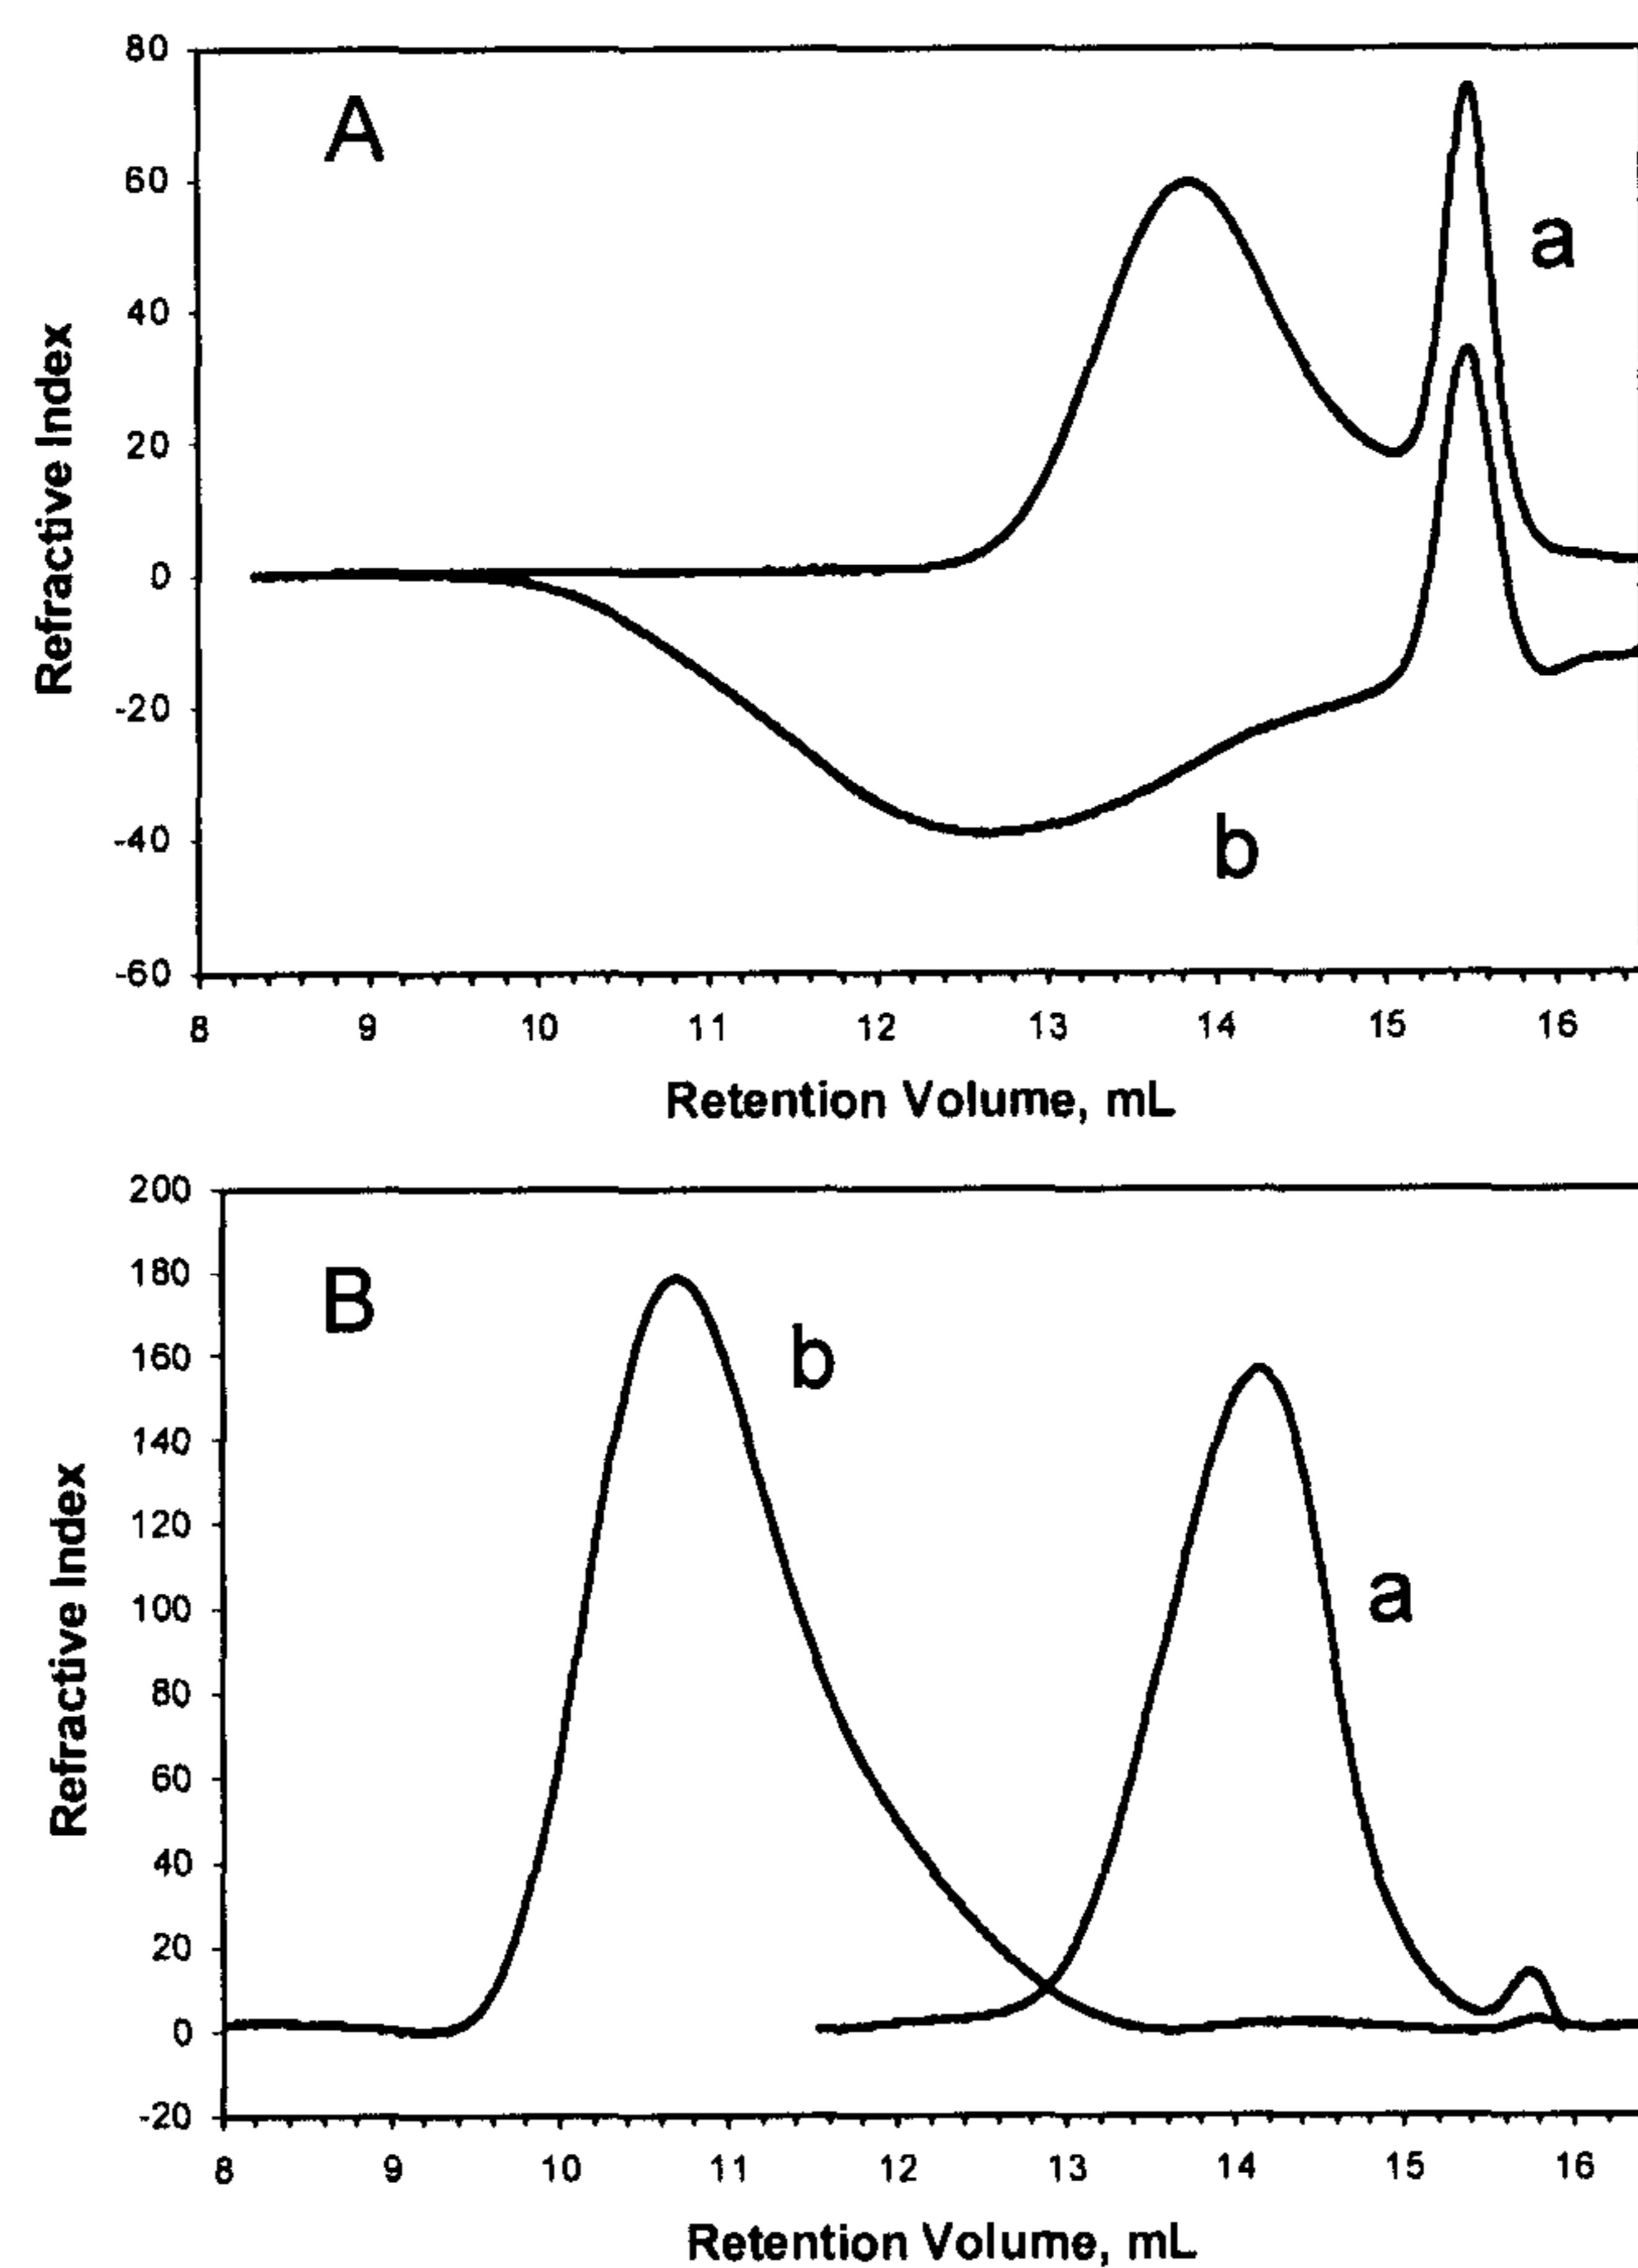 80
A
60
a
40
20
0
-20
b
-40
-60
Refractive Index
8 9 10 11 12 13 14 15 16
Retention Volume, mL
200
B
180
b
160
140
120
a
100
80
60
40
20
0
-20
Refractive Index
8 9 10 11 12 13 14 15 16
Retention Volume, mL